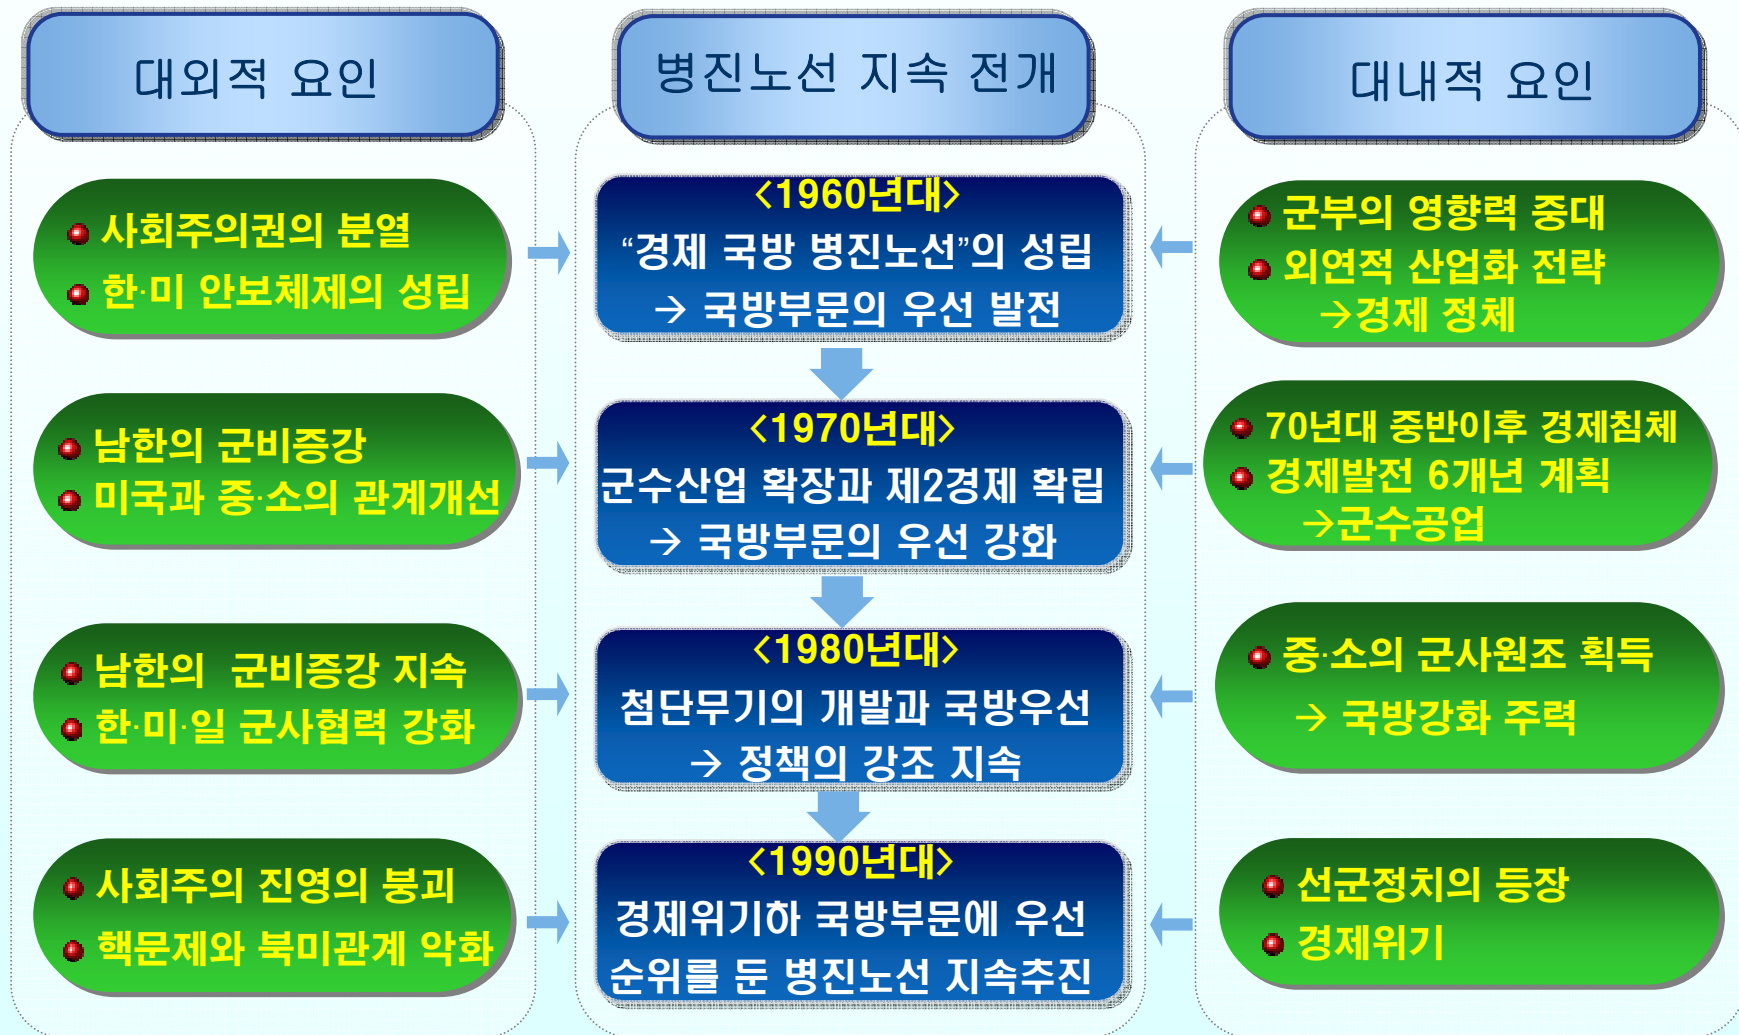 대외적 요인
사회주의권의 분열
한·미 안보체제의 성립
남한의 군비증강
미국과 중·소의 관계개선
남한의 군비증강 지속
한·미·일 군사협력 강화
사회주의 진영의 붕괴
핵문제와 북미관계 악화
병진노선 지속 전개
<1960년대>
“경제 국방 병진노선”의 성립
→ 국방부문의 우선 발전
<1970년대>
군수산업 확장과 제2경제 확립
→ 국방부문의 우선 강화
<1980년대>
첨단무기의 개발과 국방우선
→ 정책의 강조 지속
<1990년대>
경제위기하 국방부문에 우선
순위를 둔 병진노선 지속추진
대내적 요인
군부의 영향력 증대
외연적 산업화 전략
→경제 정체
70년대 중반이후 경제침체
경제발전 6개년 계획
→군수공업
중·소의 군사원조 획득
→ 국방강화 주력
선군정치의 등장
경제위기